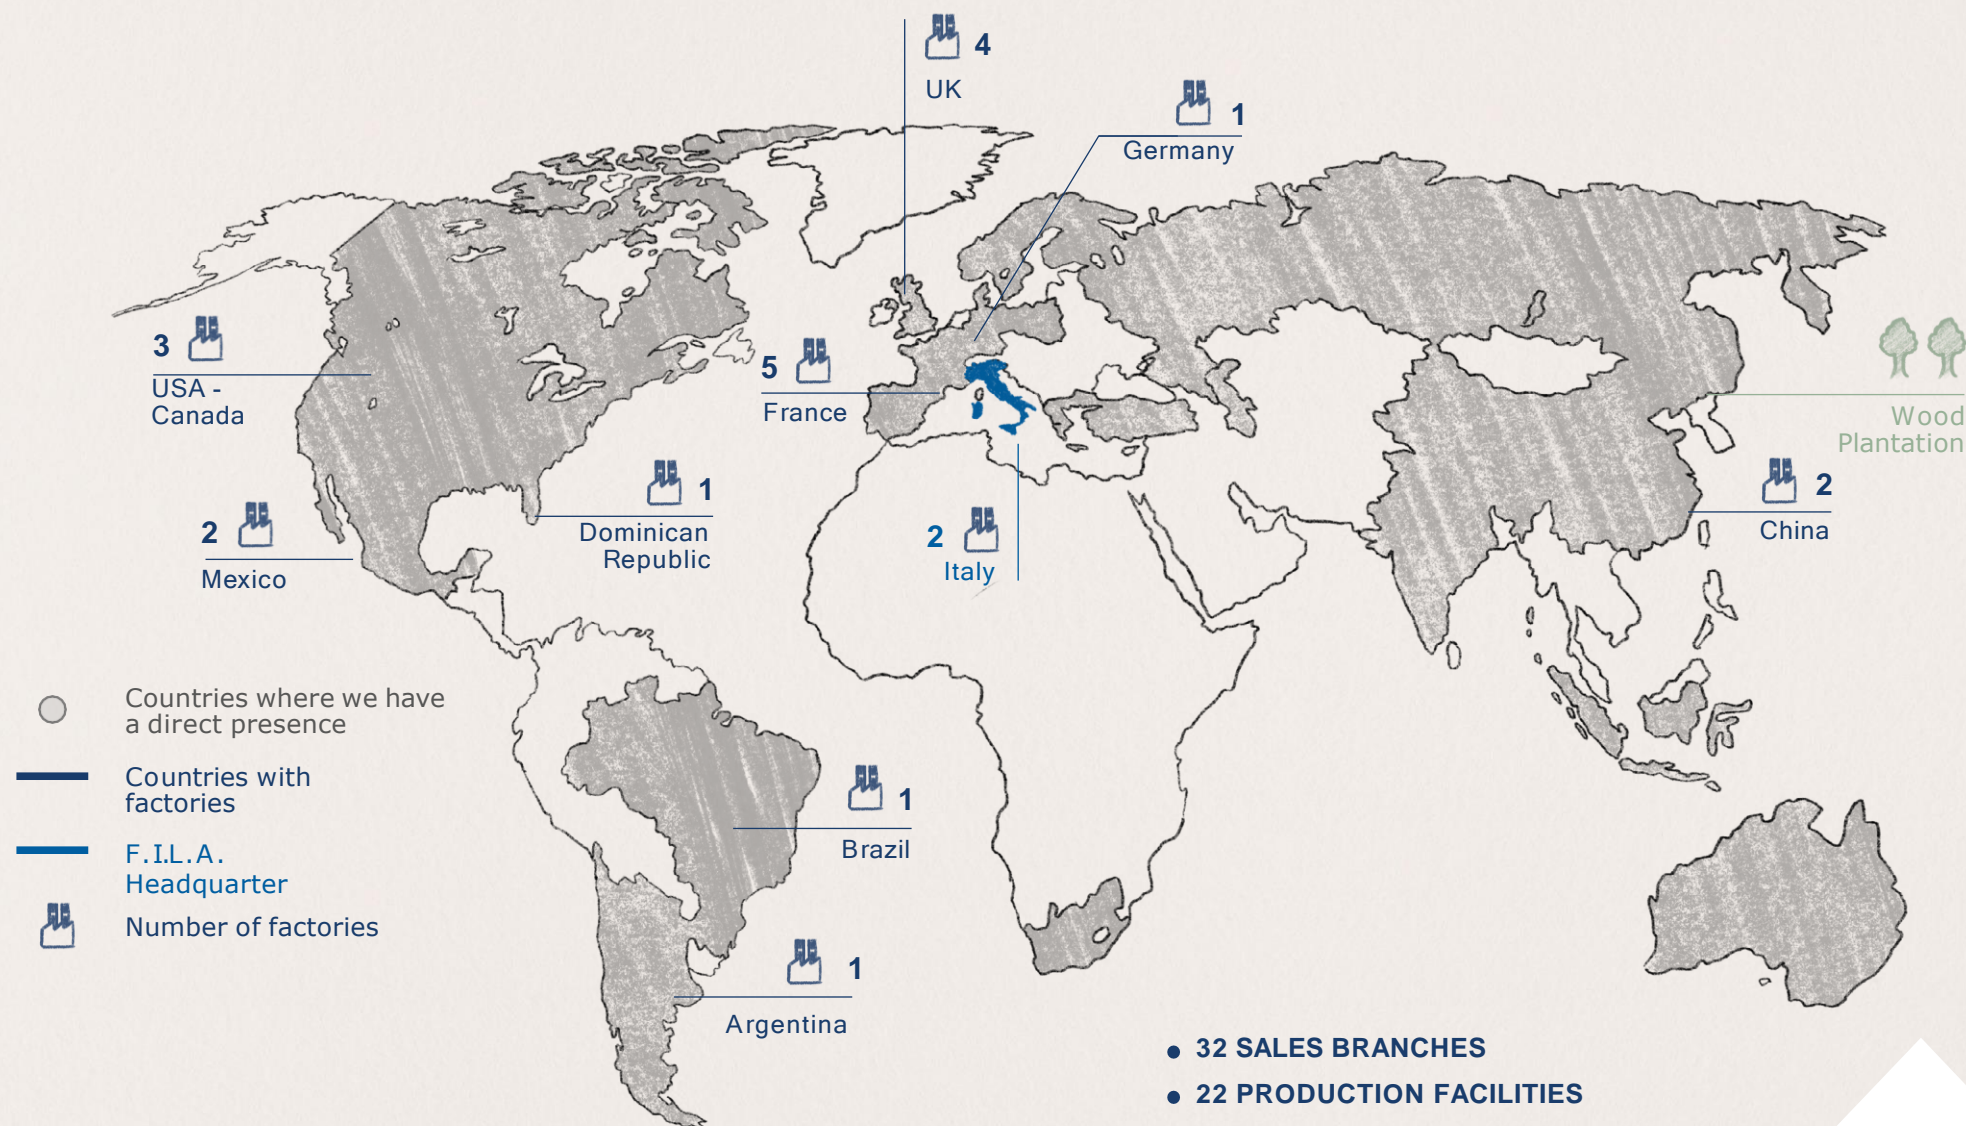 4
UK
1
Germany
3
USA -
Canada
5
France
Wood
Plantation
1
Dominican
Republic
2
Mexico
2
Italy
2
China
Countries where we have
a direct presence
Countries with
factories
F.I.L.A.
Headquarter
Number of factories
1
Brazil
1
Argentina
• 32 SALES BRANCHES
• 22 PRODUCTION FACILITIES